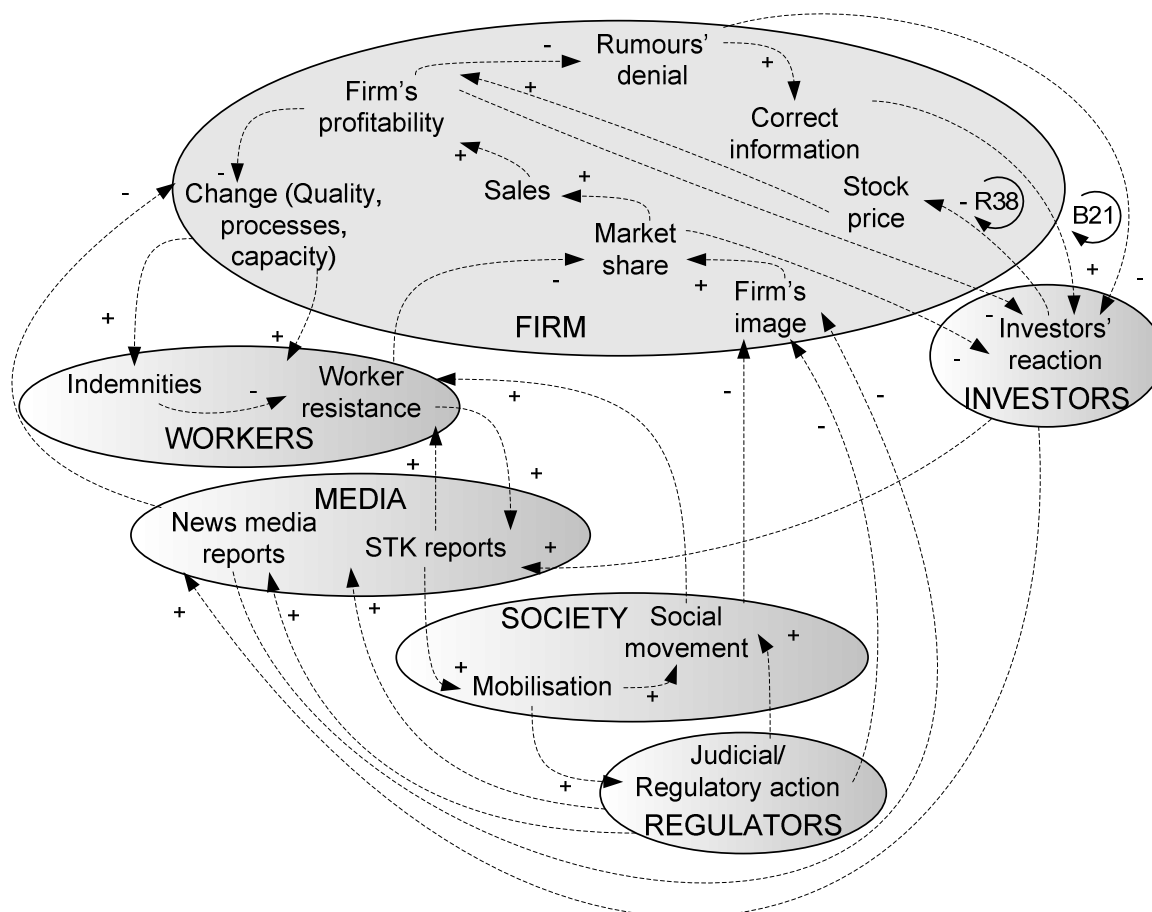 Rumours'
denial
-
+
Firm's
profitability
+
Correct
information
-
Change (Quality,
processes,
capacity)
-
+
Sales
+
Stock
price
- R38
B21
Market
share
-
+
Firm's
image
FIRM
+
-
-
Investors'
reaction
-
INVESTORS
+
+
Indemnities
-
Worker
resistance
WORKERS
+
-
-
-
+
+
MEDIA
News media
reports
STK reports
+
+
+
+
SOCIETY
Social
movement
+
+
Mobilisation
+
Judicial/
Regulatory action
+
REGULATORS